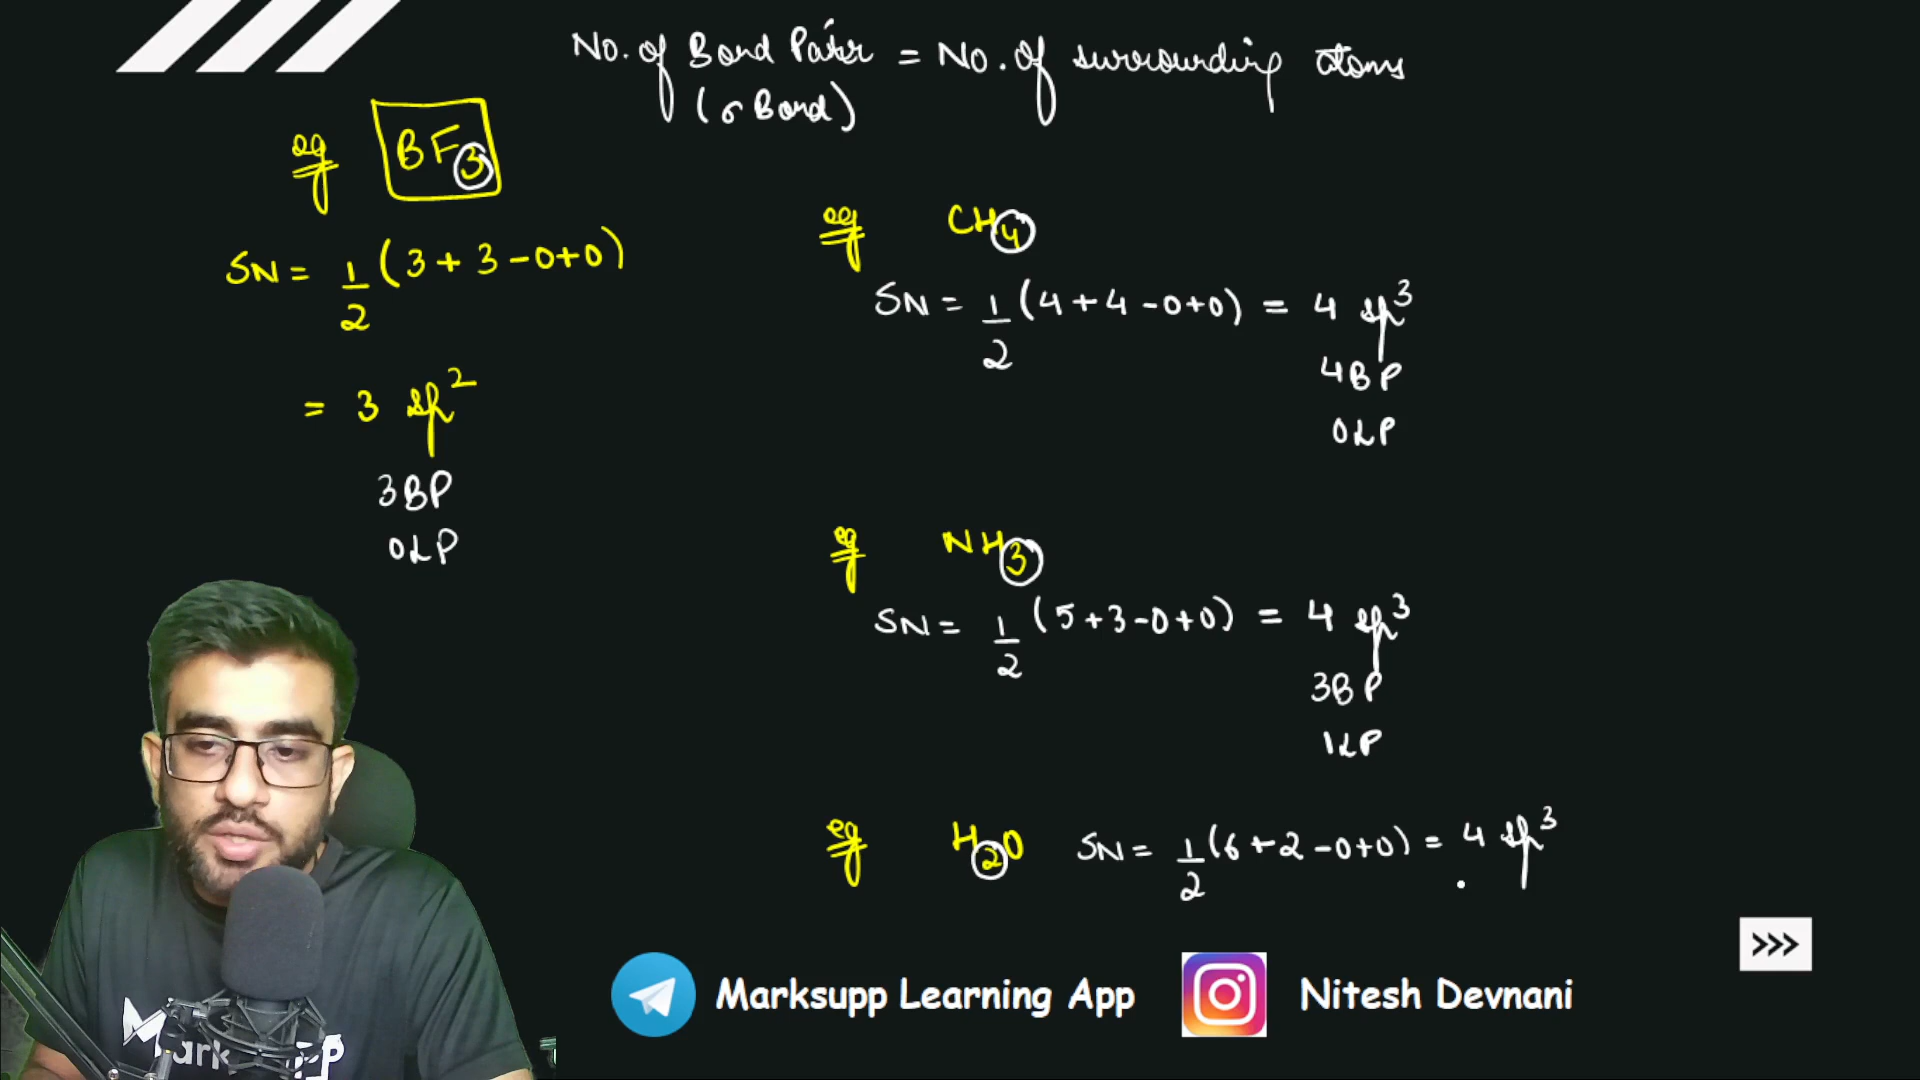 No. of Bond Pairs = No. of surrounding atoms
(σ Bond)
eg BF3
SN = 1/2 (3+3-0+0)
= 3 sp²
3BP
0LP
eg CH4
SN = 1/2 (4+4-0+0) = 4 sp³
4BP
0LP
eg NH3
SN = 1/2 (5+3-0+0) = 4 sp³
3BP
1LP
eg H2O SN = 1/2 (6+2-0+0) = 4 sp³
>>>
Marksupp Learning App
Nitesh Devnani